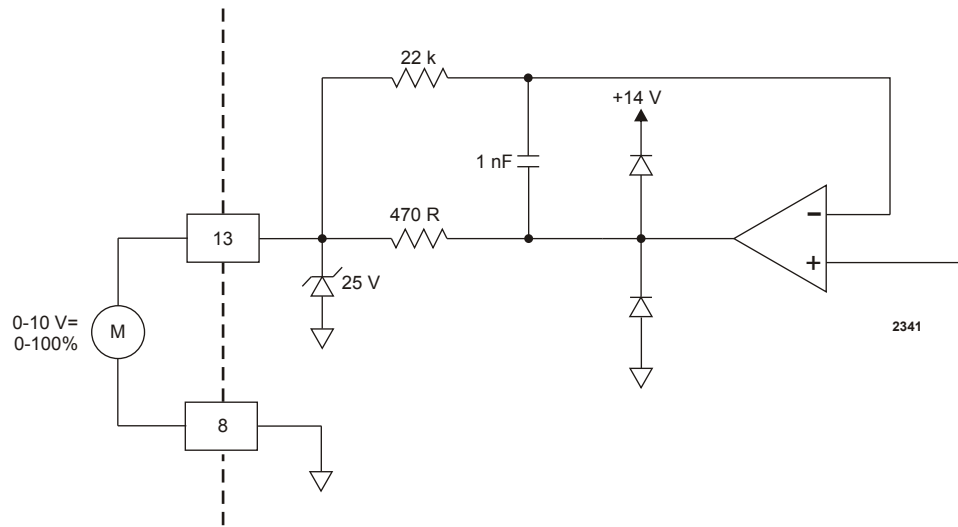 22 k
+14 V
1 nF
470 R
13
25 V
0-10 V=
0-100%
M
2341
8
-
+